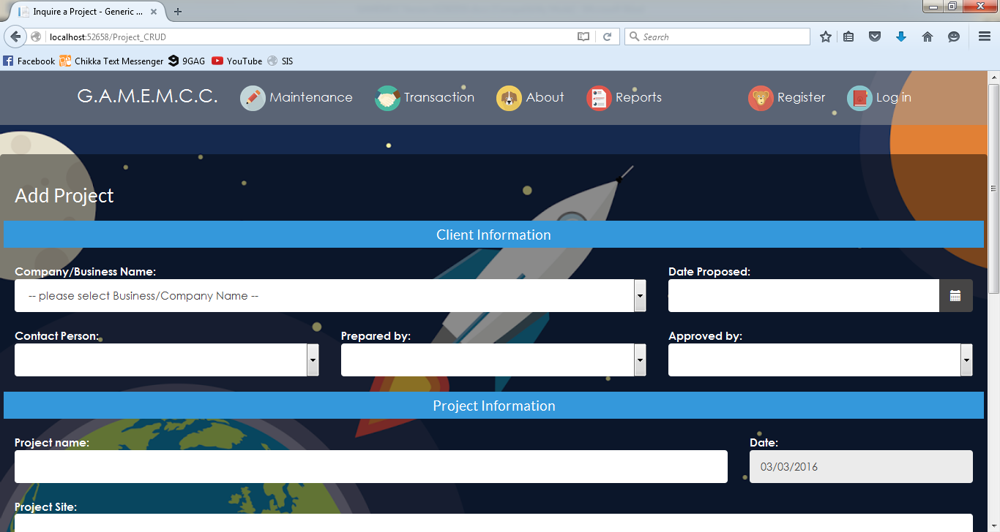 Inquire a Project - Generic ...
localhost:52658/Project_CRUD
Search
Facebook Chikka Text Messenger 9GAG YouTube SIS
G.A.M.E.M.C.C. Maintenance Transaction About Reports Register Log in
Add Project
Client Information
Company/Business Name: Date Proposed:
-- please select Business/Company Name --
Contact Person: Prepared by: Approved by:
Project Information
Project name: Date:
03/03/2016
Project Site: